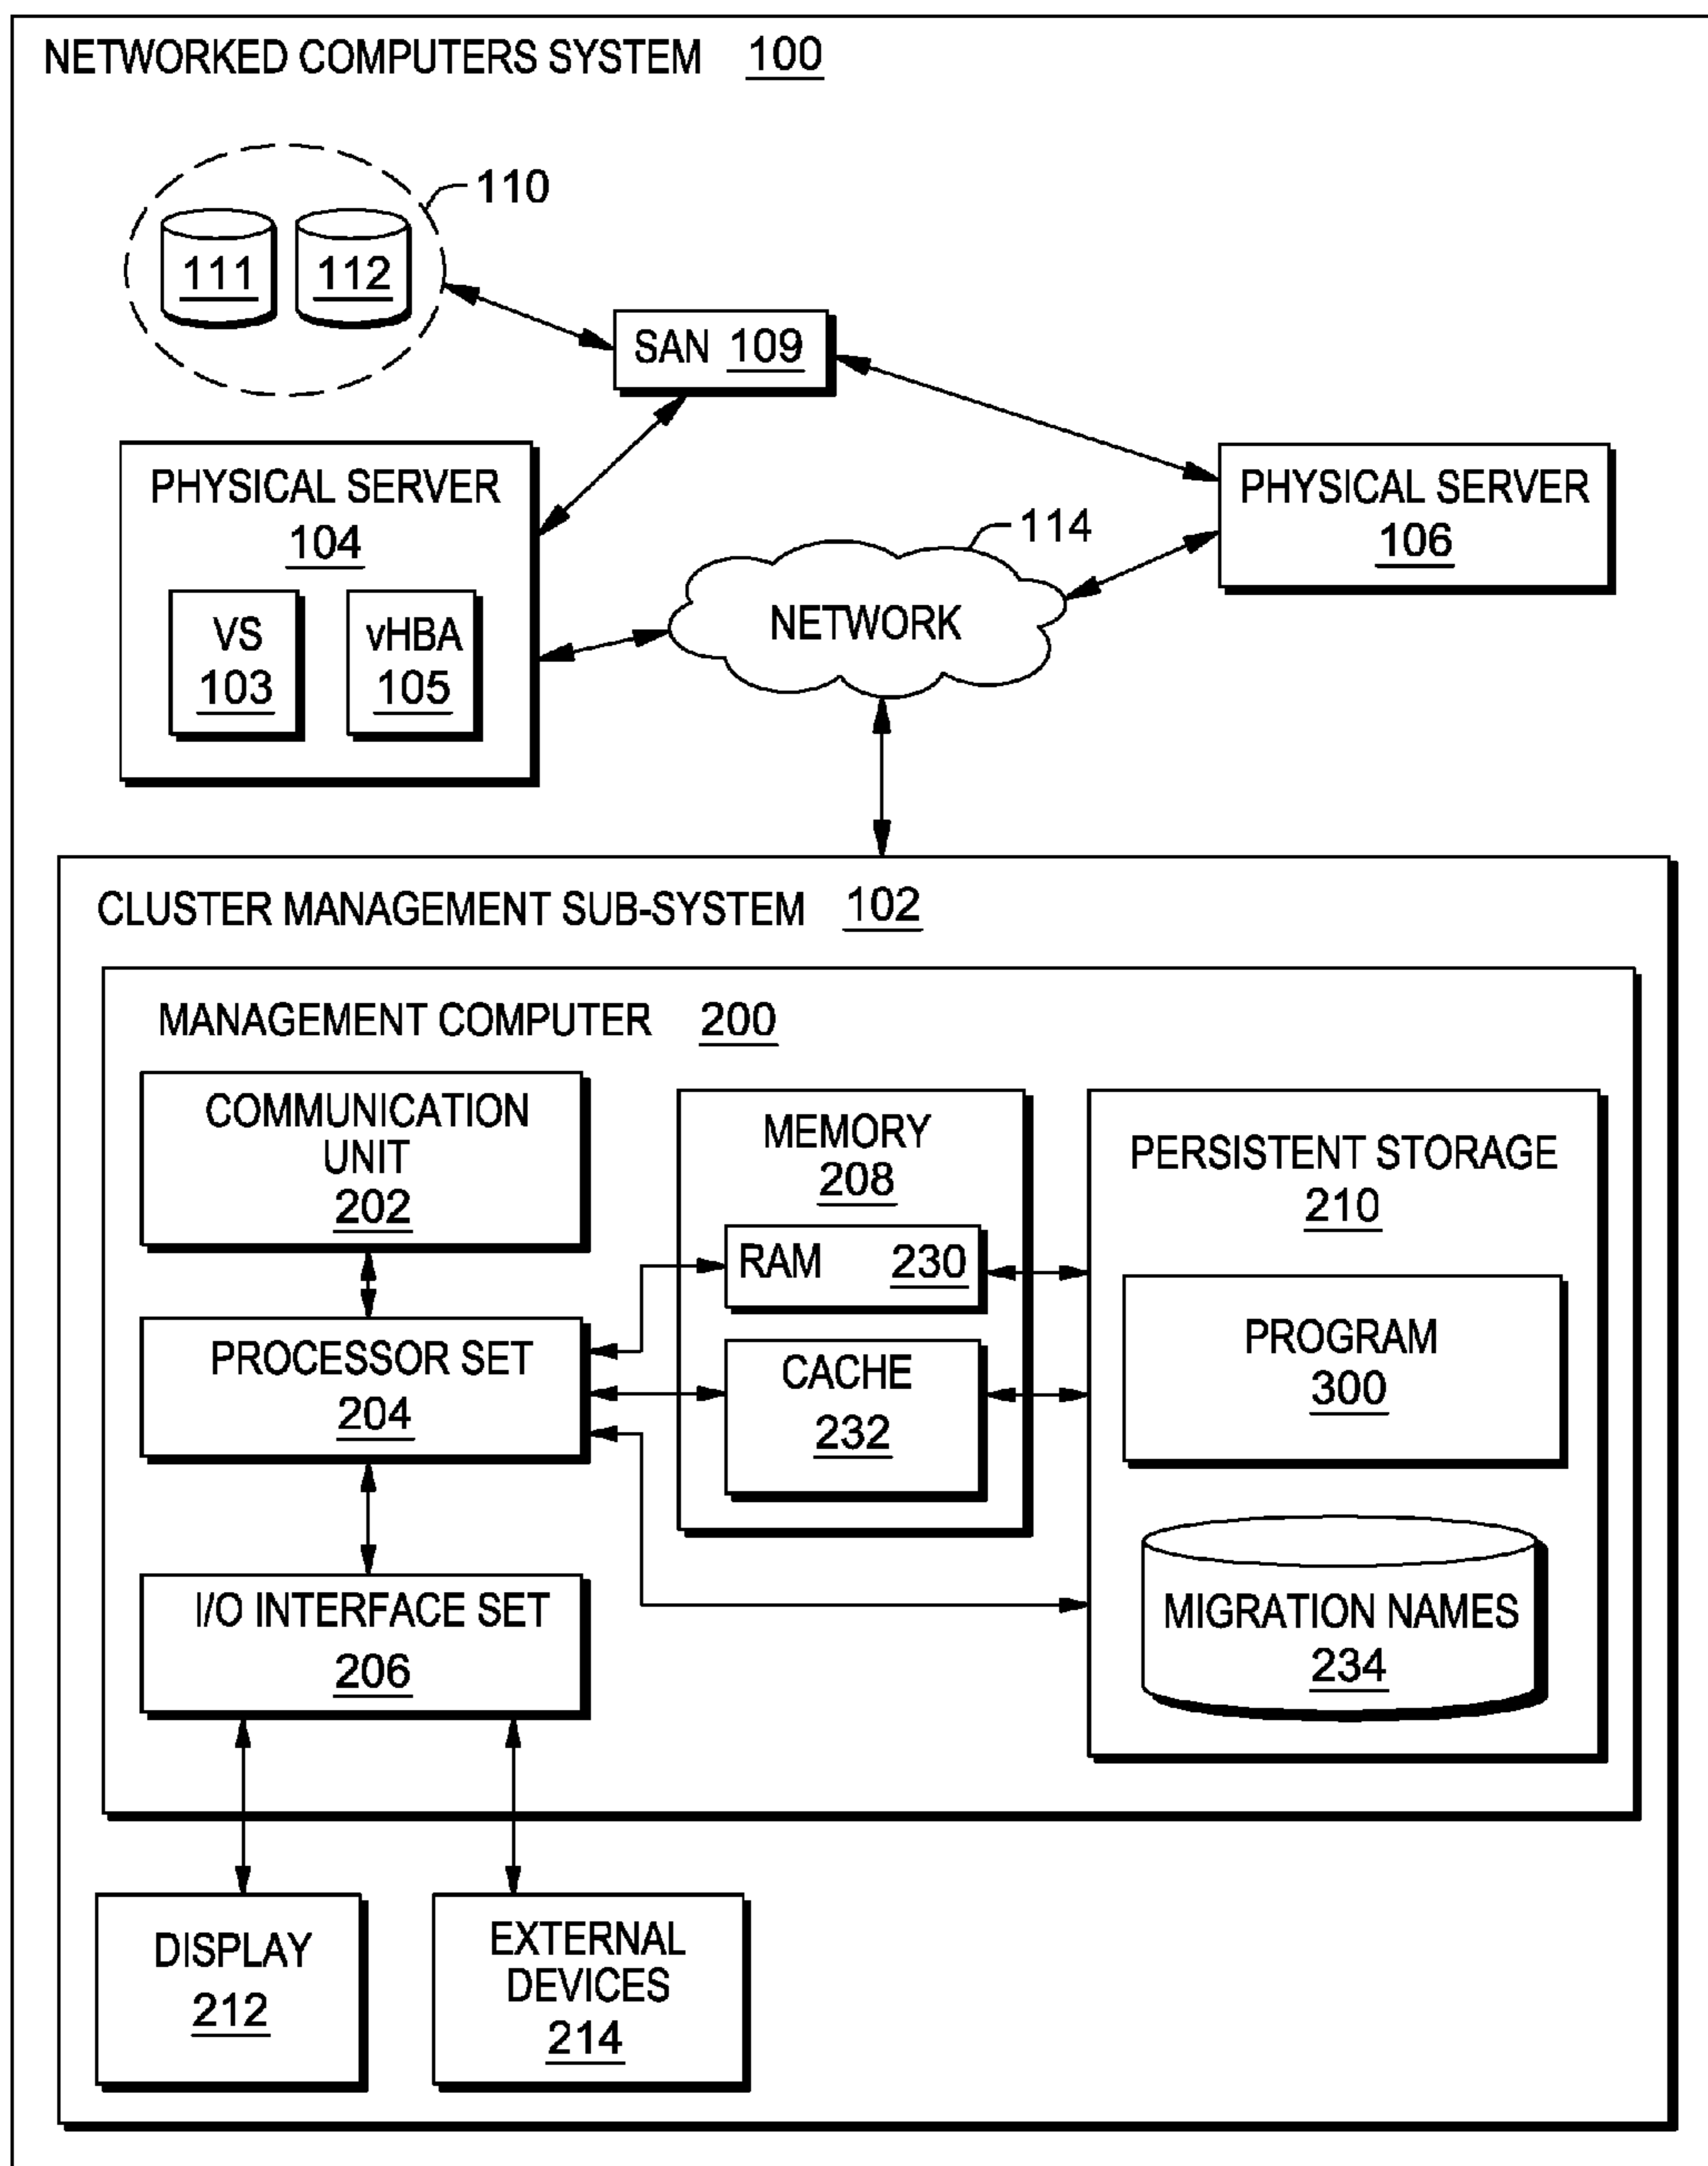 NETWORKED COMPUTERS SYSTEM 100
110
111 112
SAN 109
PHYSICAL SERVER
104
VS
103
vHBA
105
114
NETWORK
PHYSICAL SERVER
106
CLUSTER MANAGEMENT SUB-SYSTEM 102
MANAGEMENT COMPUTER 200
COMMUNICATION
UNIT
202
PROCESSOR SET
204
I/O INTERFACE SET
206
MEMORY
208
RAM 230
CACHE
232
PERSISTENT STORAGE
210
PROGRAM
300
MIGRATION NAMES
234
DISPLAY
212
EXTERNAL
DEVICES
214